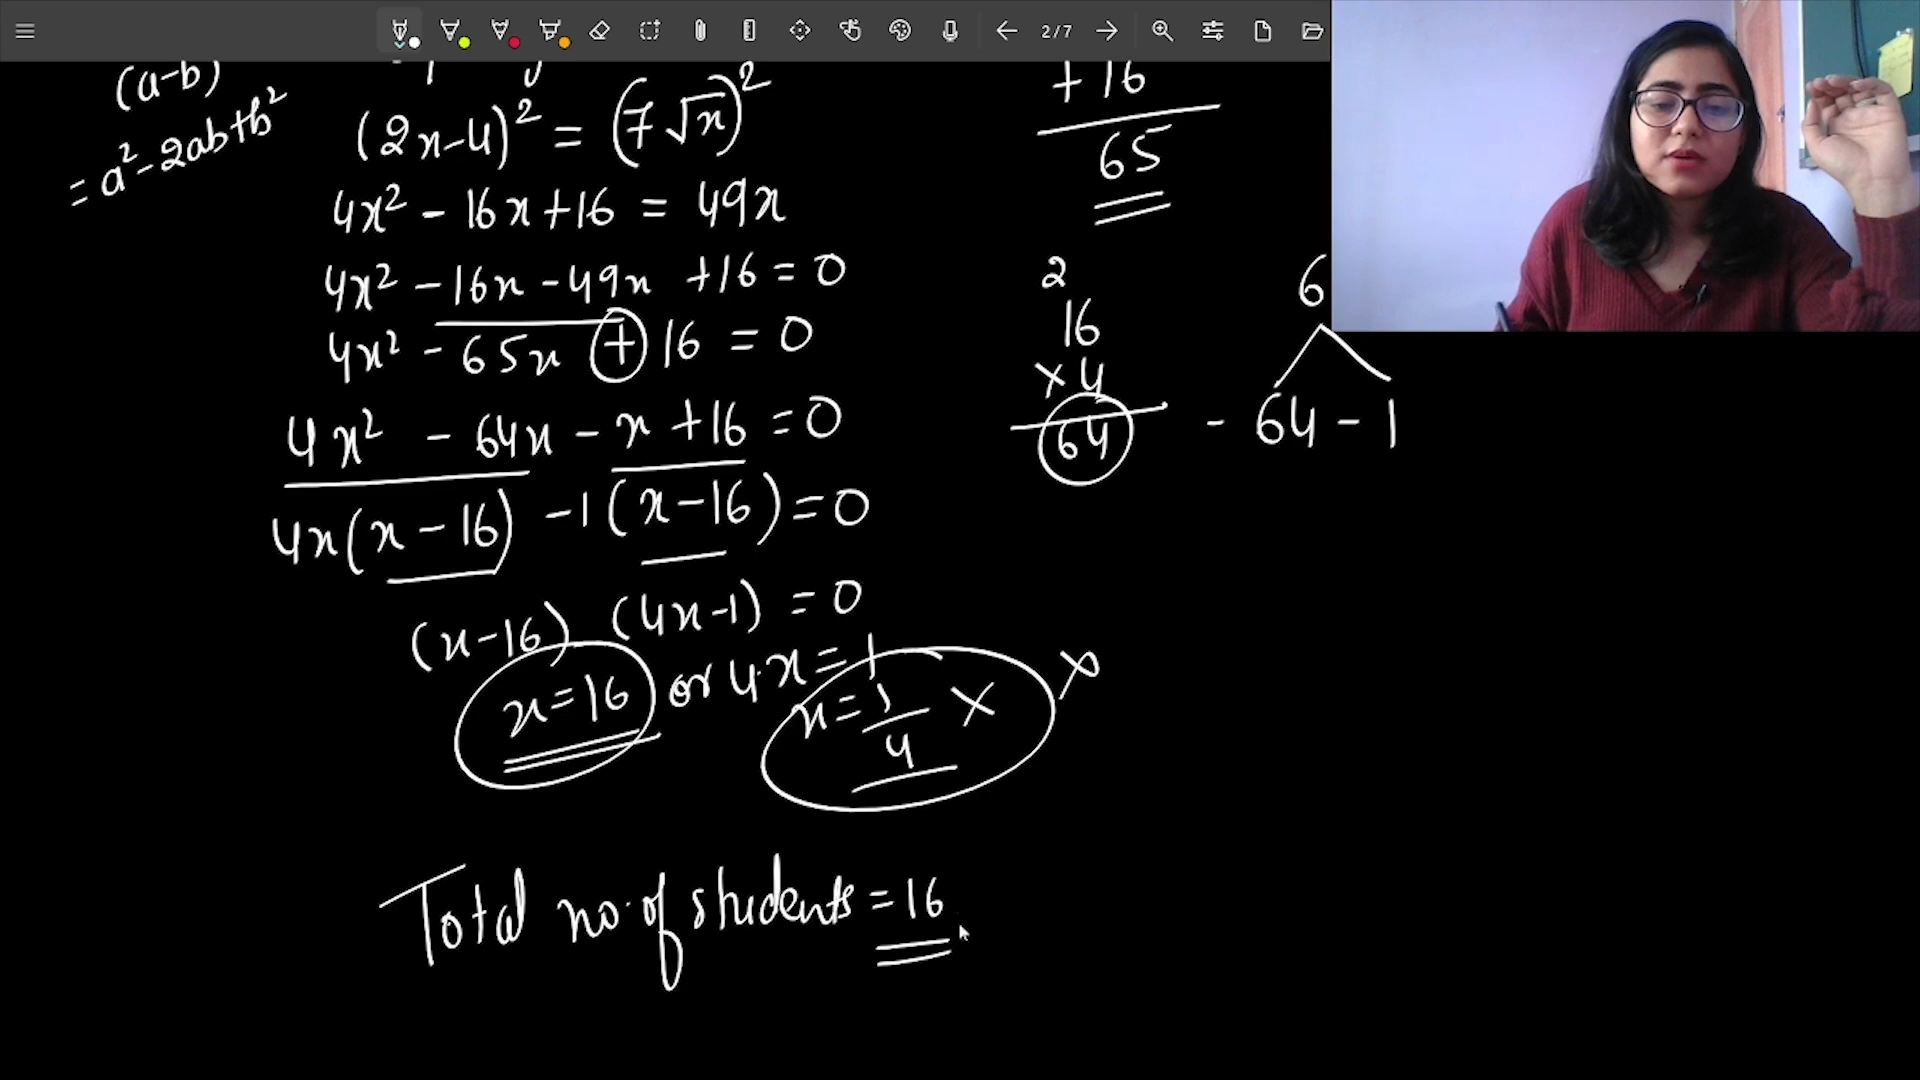 2/7
(a-b)
= a² - 2ab + b²
(2x-4)² = (7√x)²
4x² - 16x + 16 = 49x
4x² - 16x - 49x + 16 = 0
4x² - 65x + 16 = 0
4x² - 64x - x + 16 = 0
4x(x - 16) - 1(x - 16) = 0
(x-16) (4x-1) = 0
x = 16 or 4x = 1
x = 1/4 × ×
Total no. of students = 16
+ 16
65
2
16
× 4
64
6
- 64 - 1